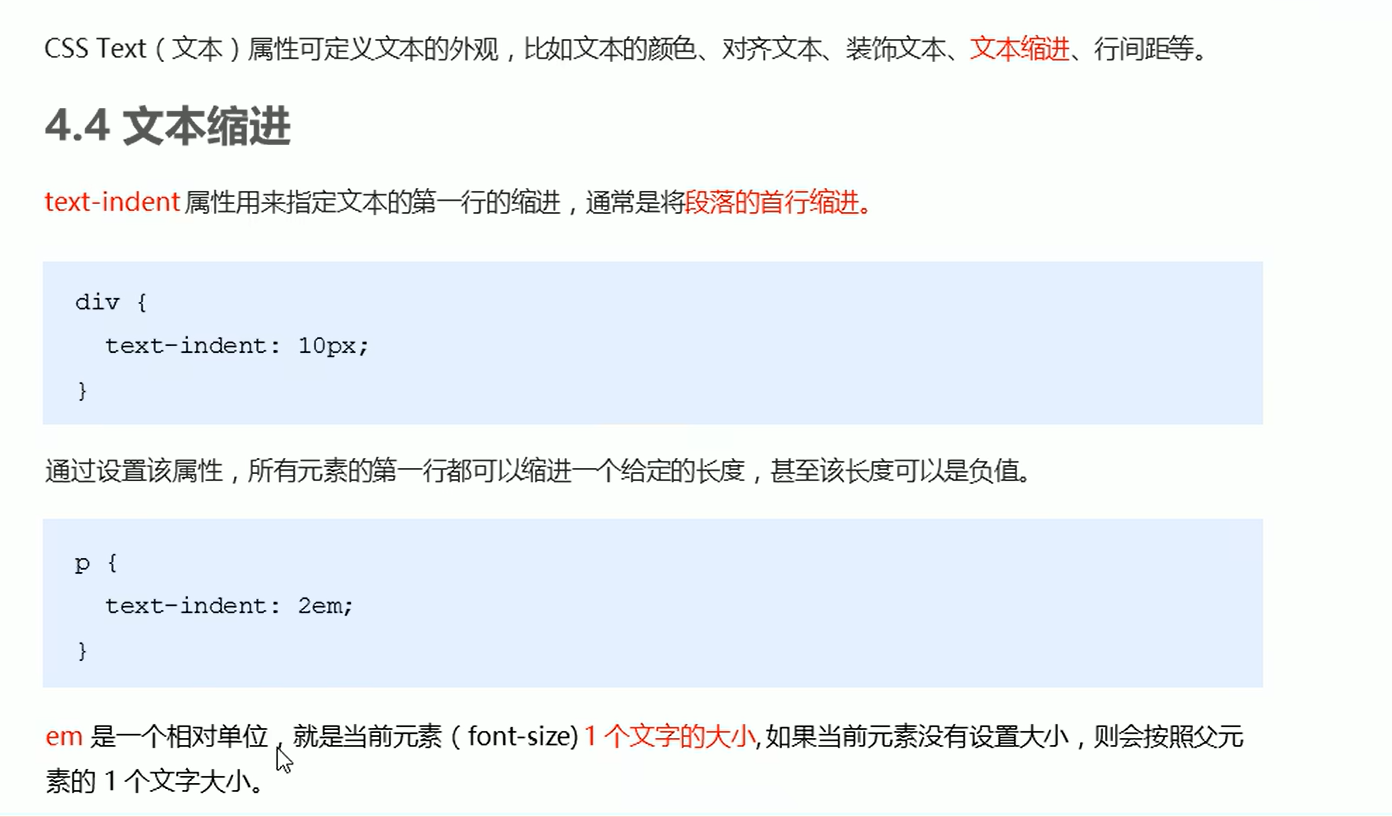 CSS Text（文本）属性可定义文本的外观，比如文本的颜色、对齐文本、装饰文本、文本缩进、行间距等。
4.4 文本缩进
text-indent 属性用来指定文本的第一行的缩进，通常是将段落的首行缩进。
div {
  text-indent: 10px;
}
通过设置该属性，所有元素的第一行都可以缩进一个给定的长度，甚至该长度可以是负值。
p {
  text-indent: 2em;
}
em 是一个相对单位，就是当前元素（font-size) 1 个文字的大小, 如果当前元素没有设置大小，则会按照父元
素的 1 个文字大小。